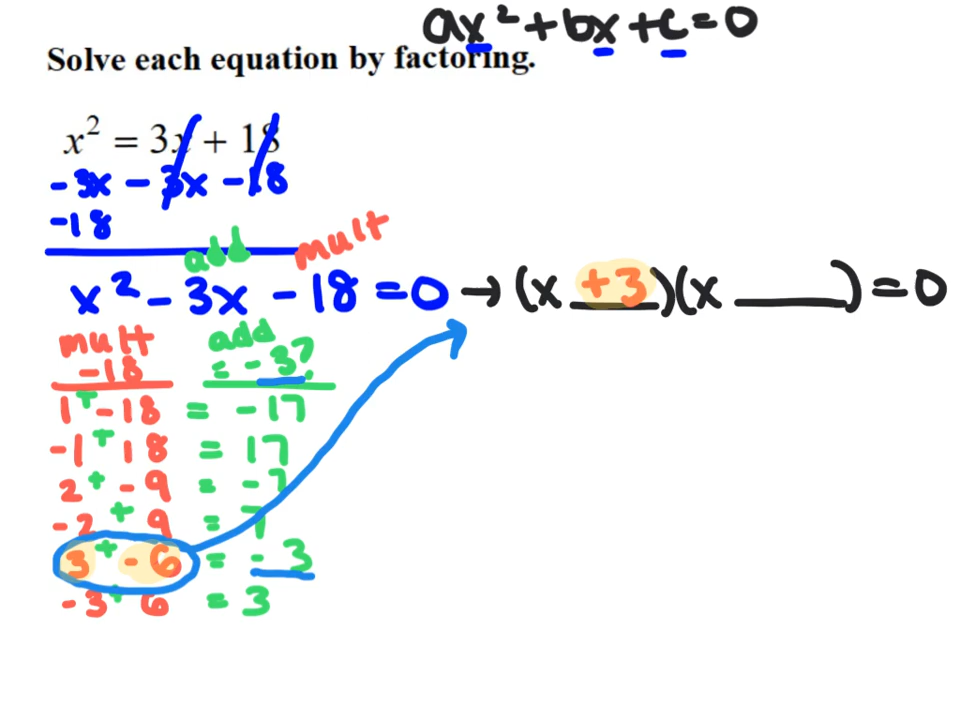 ax² + bx + c = 0
Solve each equation by factoring.
x² = 3x + 18
-3x -3x -18
-18
add mult
x² - 3x - 18 = 0 → (x +3)(x ____) = 0
mult add
-18 = -3?
1 + -18 = -17
-1 + 18 = 17
2 + -9 = -7
-2 + 9 = 7
3 + -6 = -3
-3 + 6 = 3